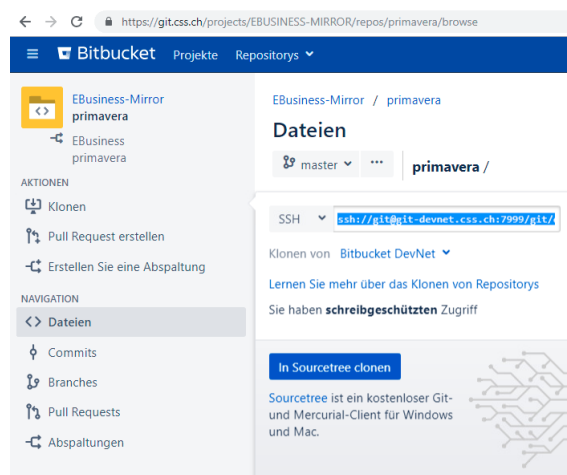 https://git.css.ch/projects/EBUSINESS-MIRROR/repos/primavera/browse
Bitbucket Projekte Repositorys
EBusiness-Mirror
primavera
EBusiness
primavera
AKTIONEN
Klonen
Pull Request erstellen
Erstellen Sie eine Abspaltung
NAVIGATION
Dateien
Commits
Branches
Pull Requests
Abspaltungen
EBusiness-Mirror / primavera
Dateien
master ··· primavera /
SSH ssh://git@git-devnet.css.ch:7999/git/
Klonen von Bitbucket DevNet
Lernen Sie mehr über das Klonen von Repositorys
Sie haben schreibgeschützten Zugriff
In Sourcetree clonen
Sourcetree ist ein kostenloser Git-
und Mercurial-Client für Windows
und Mac.